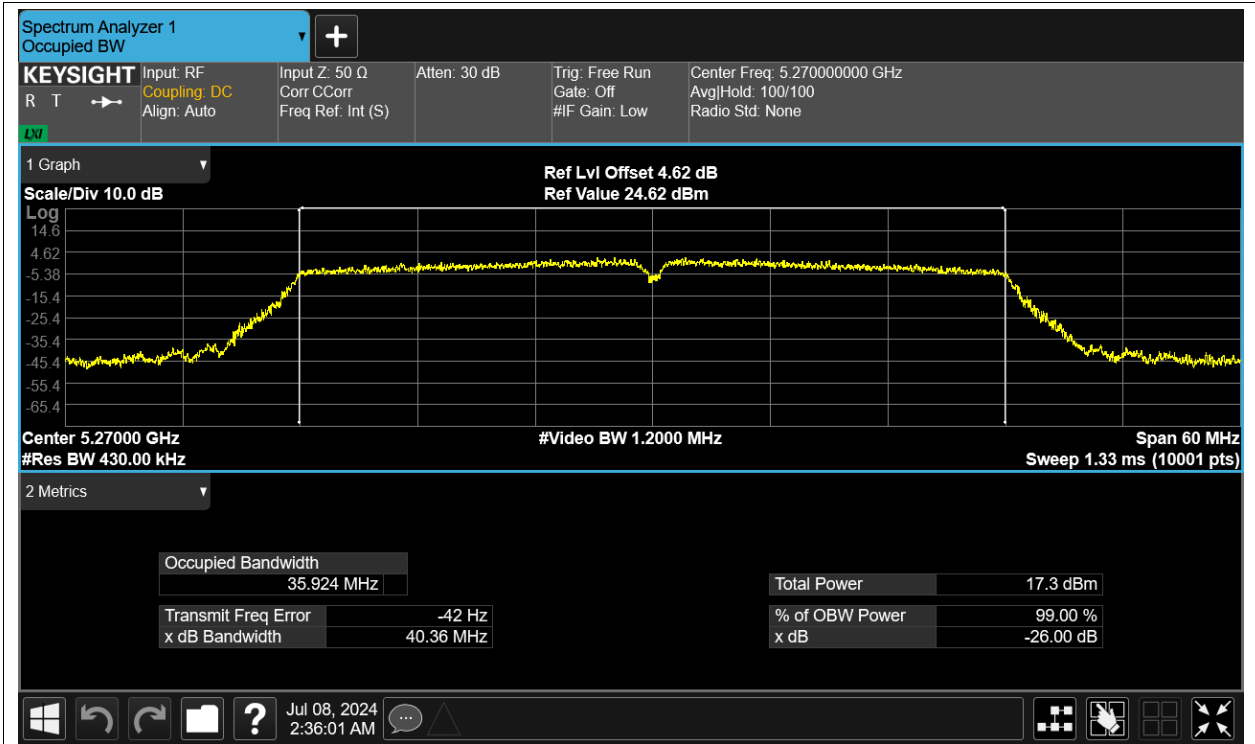 Spectrum Analyzer 1
Occupied BW
▼
+
KEYSIGHT
R T
LXI
Input: RF
Coupling: DC
Align: Auto
Input Z: 50 Ω
Corr CCorr
Freq Ref: Int (S)
Atten: 30 dB
Trig: Free Run
Gate: Off
#IF Gain: Low
Center Freq: 5.270000000 GHz
Avg|Hold: 100/100
Radio Std: None
1 Graph ▼
Ref Lvl Offset 4.62 dB
Scale/Div 10.0 dB
Ref Value 24.62 dBm
Log
14.6
4.62
-5.38
-15.4
-25.4
-35.4
-45.4
-55.4
-65.4
Center 5.27000 GHz
#Video BW 1.2000 MHz
Span 60 MHz
#Res BW 430.00 kHz
Sweep 1.33 ms (10001 pts)
2 Metrics ▼
Occupied Bandwidth
35.924 MHz
Total Power 17.3 dBm
Transmit Freq Error -42 Hz
% of OBW Power 99.00 %
x dB Bandwidth 40.36 MHz
x dB -26.00 dB
?
Jul 08, 2024
2:36:01 AM